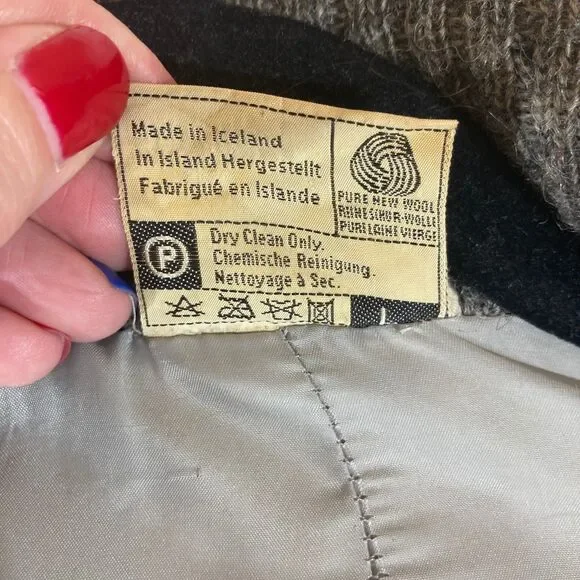 Made in Iceland
In Island Hergestellt
Fabriqué en Islande
PURE NEW WOOL
REINE SCHUR-WOLLE
PURE LAINE VIERGE
P
Dry Clean Only.
Chemische Reinigung.
Nettoyage à Sec.
L